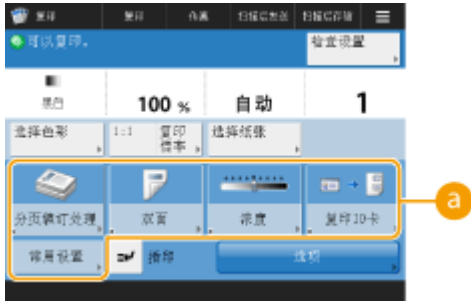 复印 复印 传真 扫描后发送 扫描后存储
可以复印。 检查设置
黑白 100 % 自动 1
选择色彩 1:1 复印倍率 选择纸张
分页装订处理 双面 浓度 复印ID卡
常用设置 插印 选项
a